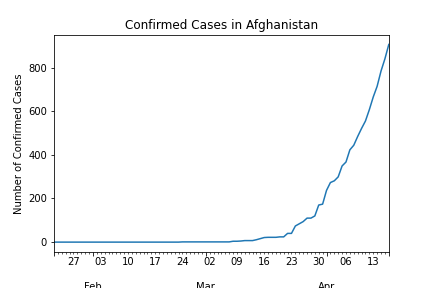 Confirmed Cases in Afghanistan
Number of Confirmed Cases
800
600
400
200
0
27 03 10 17 24 02 09 16 23 30 06 13
Feb Mar Apr